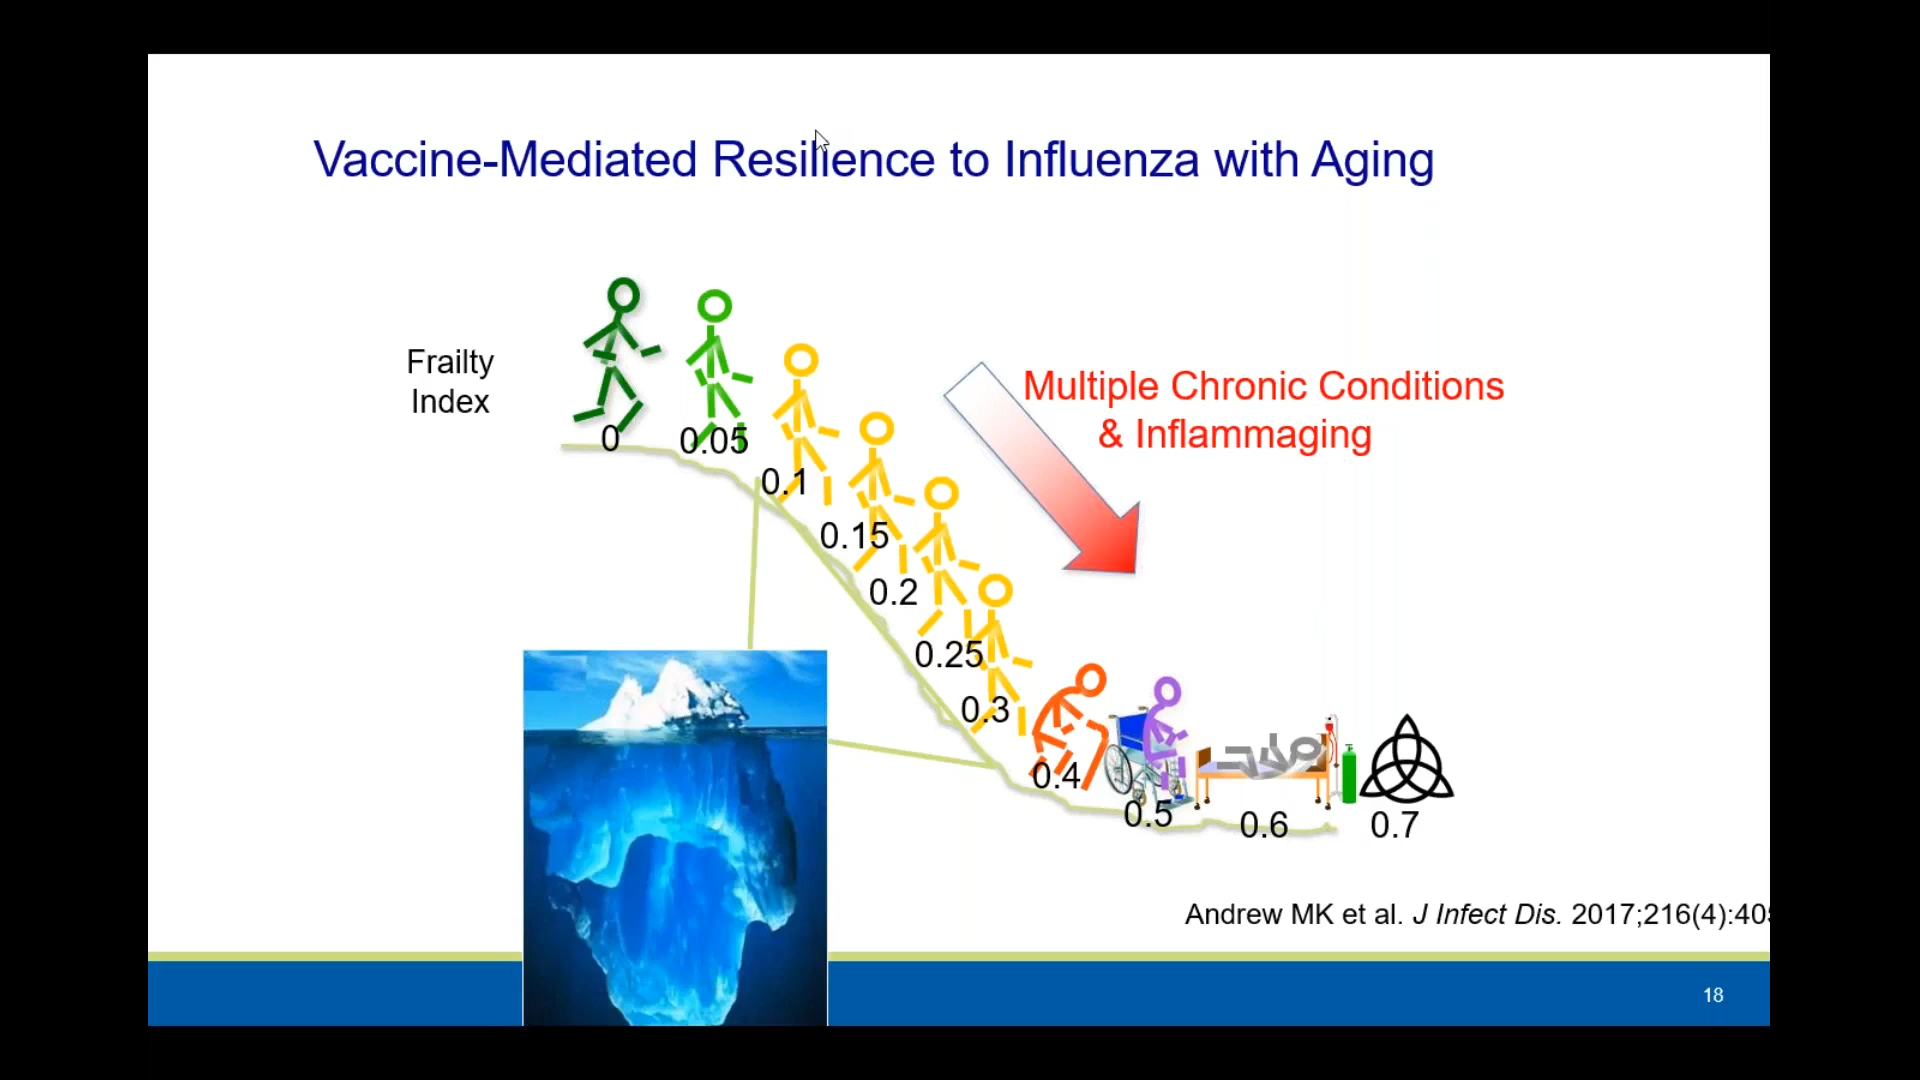 Vaccine-Mediated Resilience to Influenza with Aging
Frailty
Index
Multiple Chronic Conditions
& Inflammaging
0
0.05
0.1
0.15
0.2
0.25
0.3
0.4
0.5
0.6
0.7
Andrew MK et al. J Infect Dis. 2017;216(4):405
18